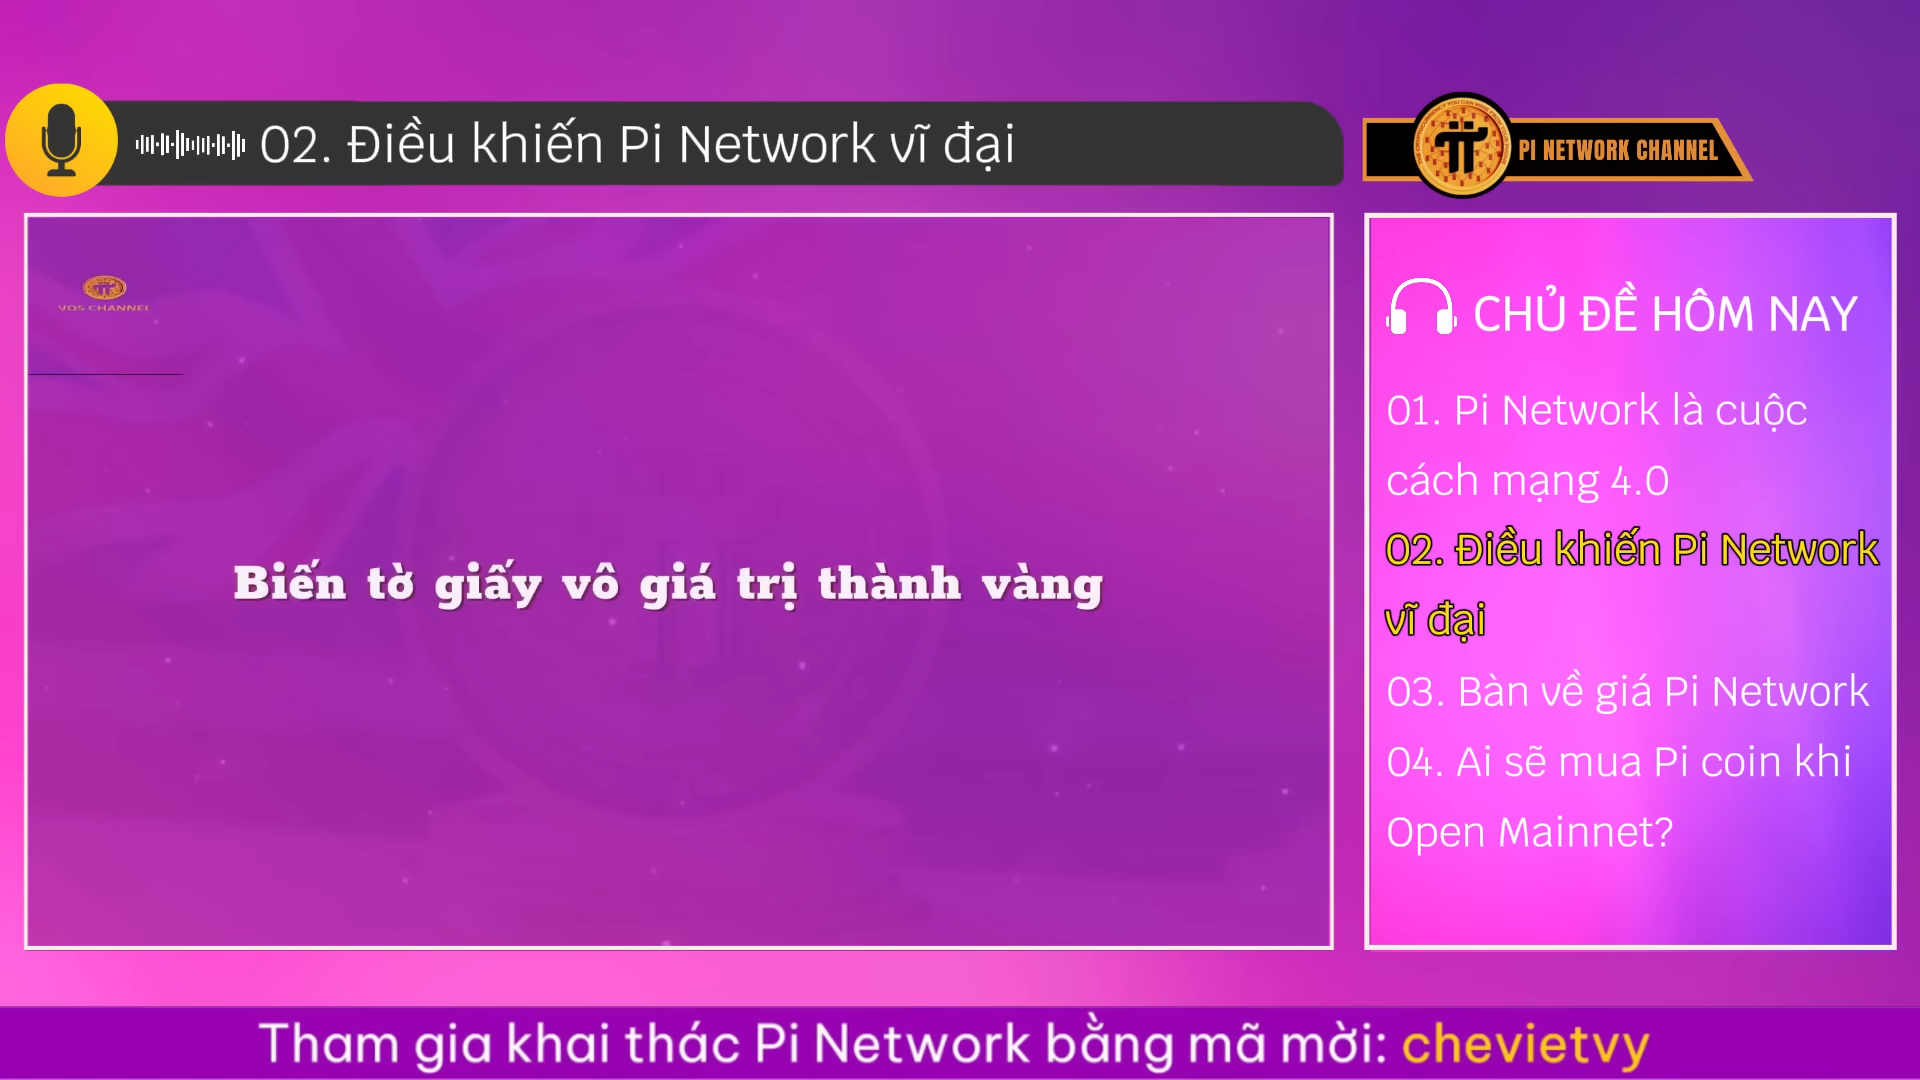 02. Điều khiến Pi Network vĩ đại
PI NETWORK CHANNEL
VOS CHANNEL
Biến tờ giấy vô giá trị thành vàng
CHỦ ĐỀ HÔM NAY
01. Pi Network là cuộc
cách mạng 4.0
02. Điều khiến Pi Network
vĩ đại
03. Bàn về giá Pi Network
04. Ai sẽ mua Pi coin khi
Open Mainnet?
Tham gia khai thác Pi Network bằng mã mời: chevietvy